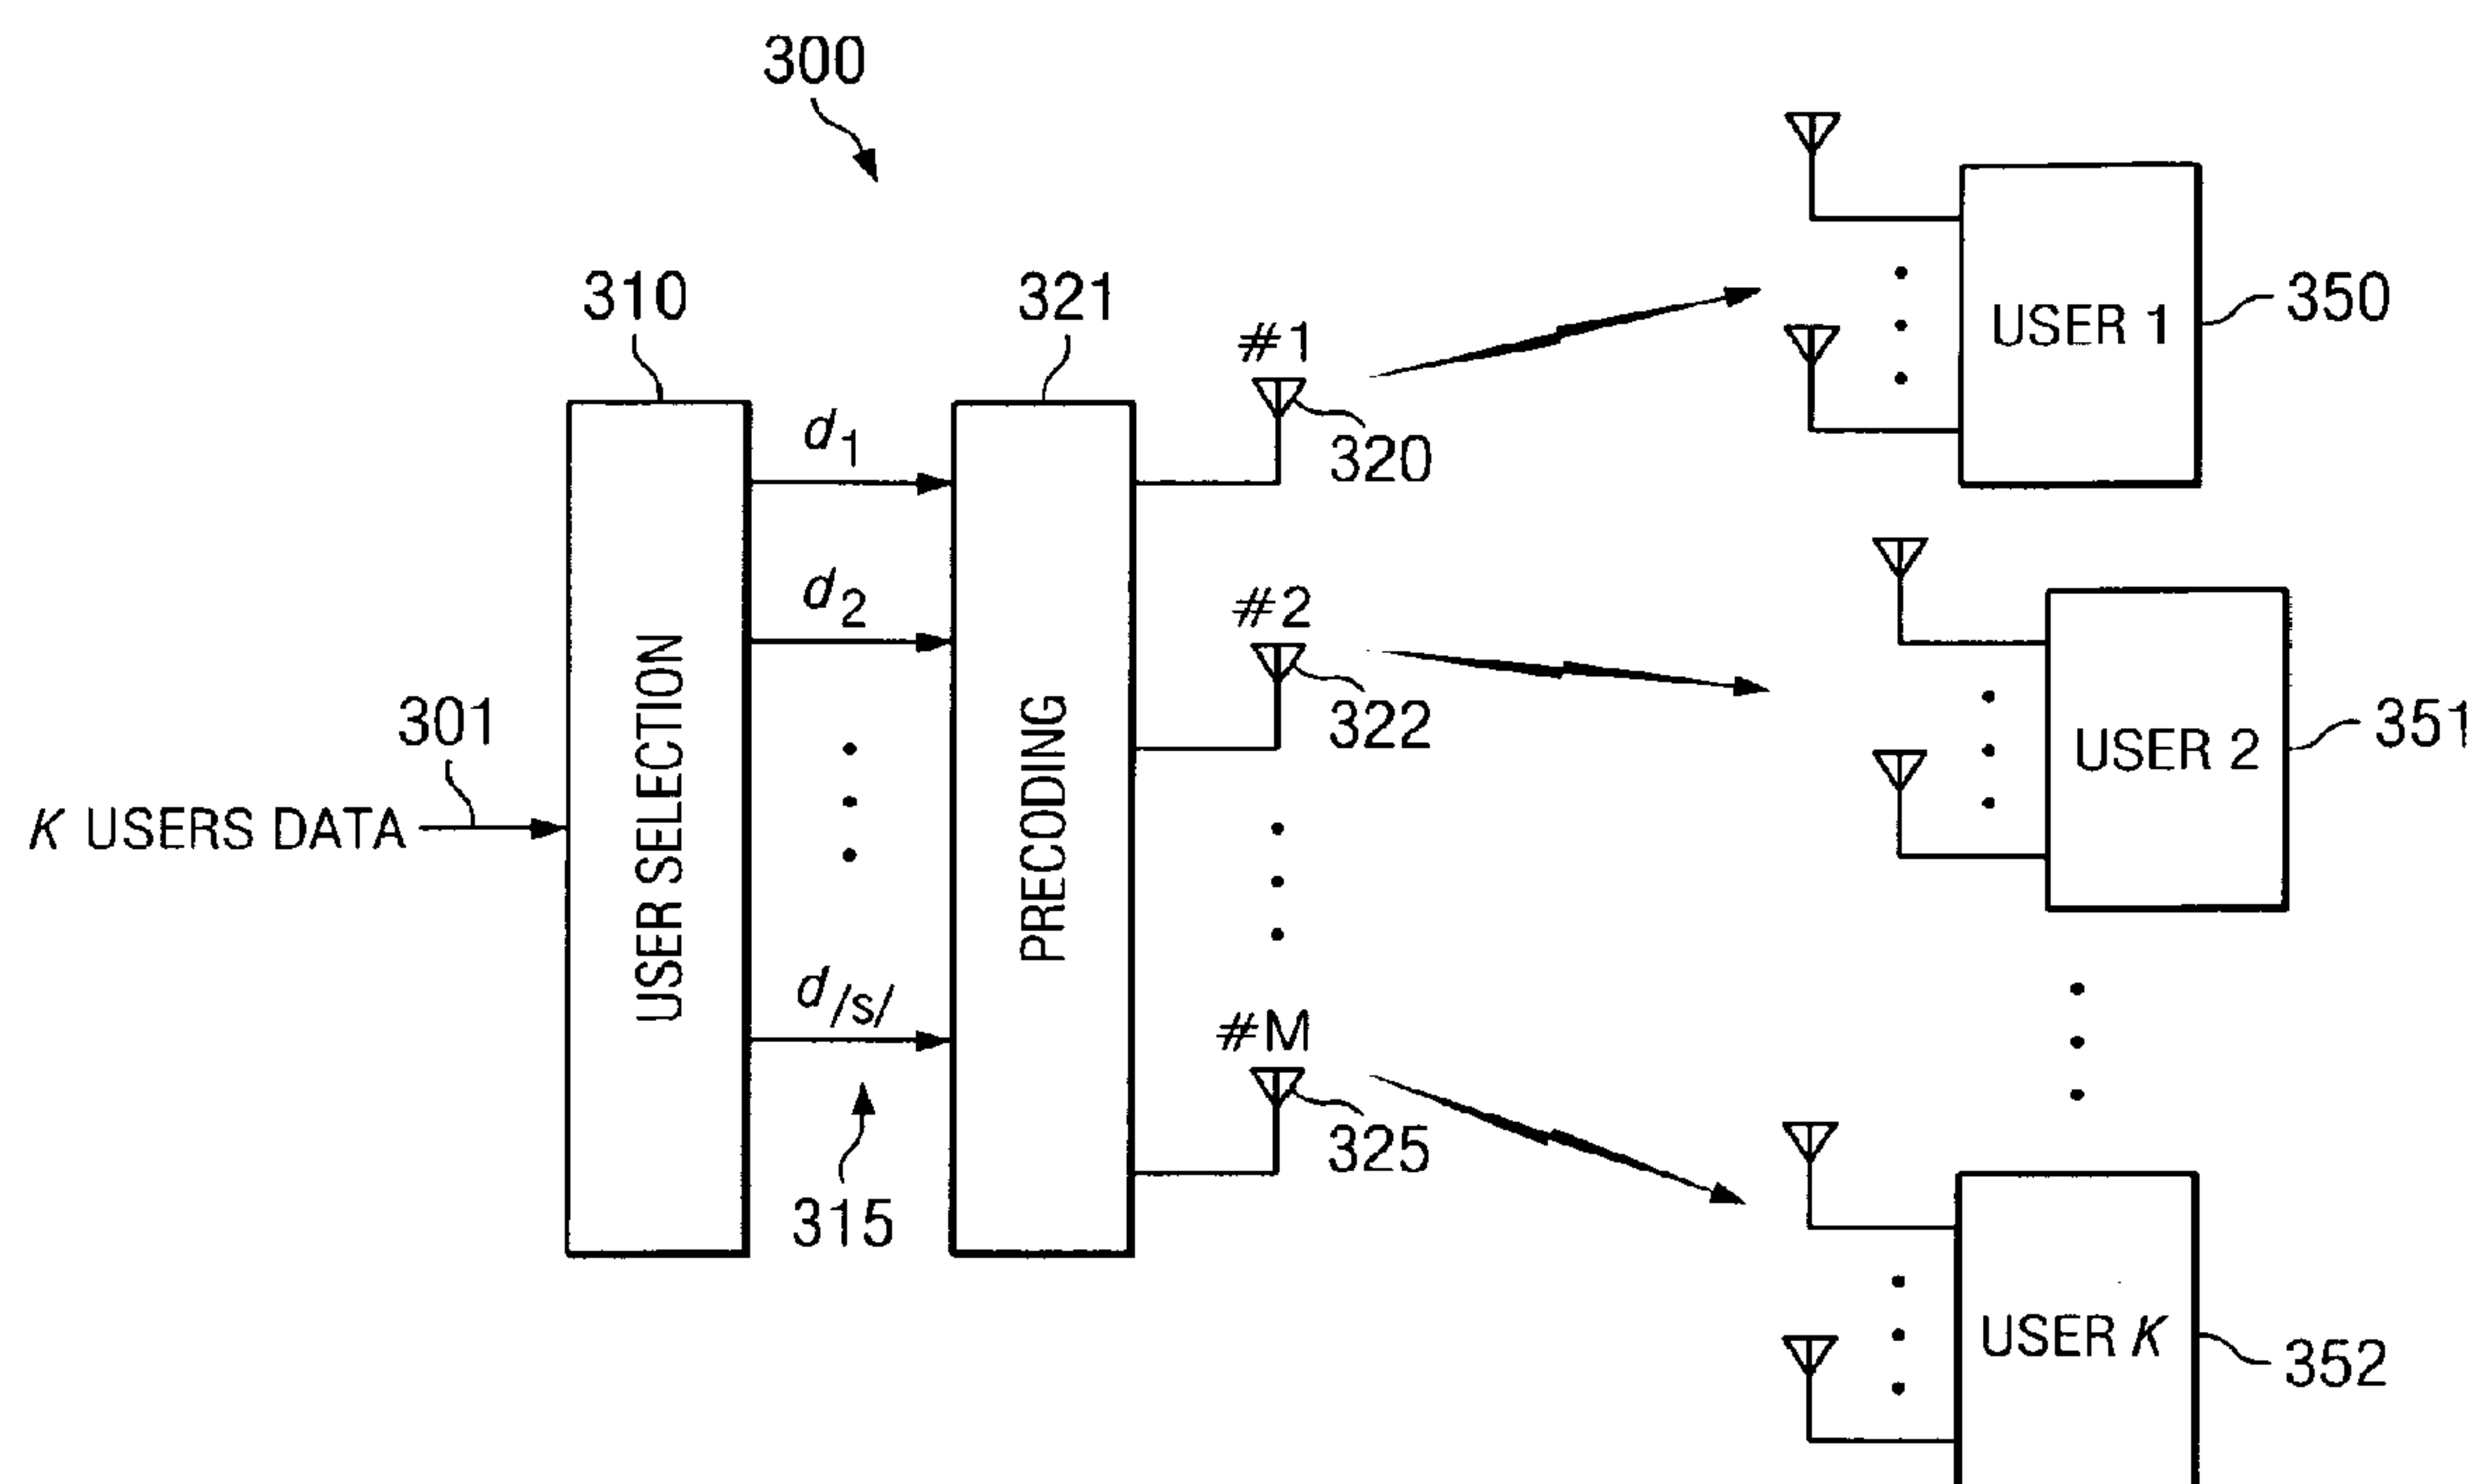 300
310
321
#1
320
d1
d2
#2
322
301
K USERS DATA
USER SELECTION
PRECODING
d/s/
#M
325
315
USER 1
350
USER 2
351
USER K
352